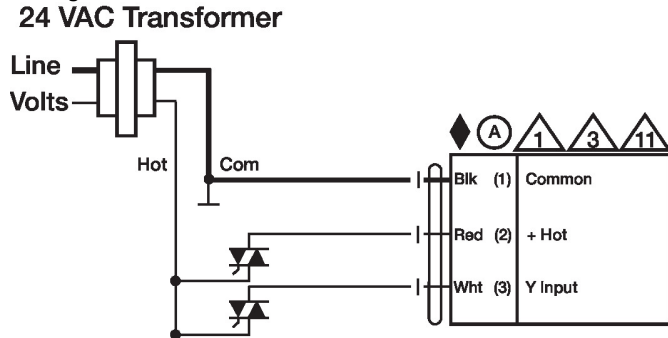 24 VAC Transformer
Line
Volts
Hot
Com
A
1
3
11
Blk (1) Common
Red (2) + Hot
Wht (3) Y Input